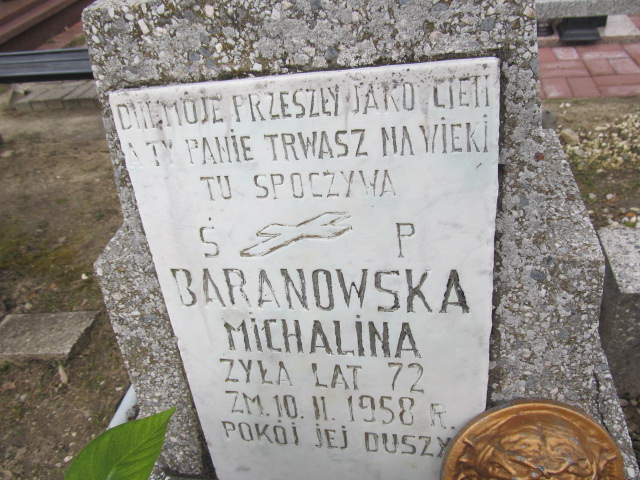 DNI MOJE PRZESZŁY JAKO CIEŃ
A TY PANIE TRWASZ NA WIEKI
TU SPOCZYWA
Ś P
BARANOWSKA
MICHALINA
ŻYŁA LAT 72
ZM. 10. II. 1958 R.
POKÓJ JEJ DUSZY